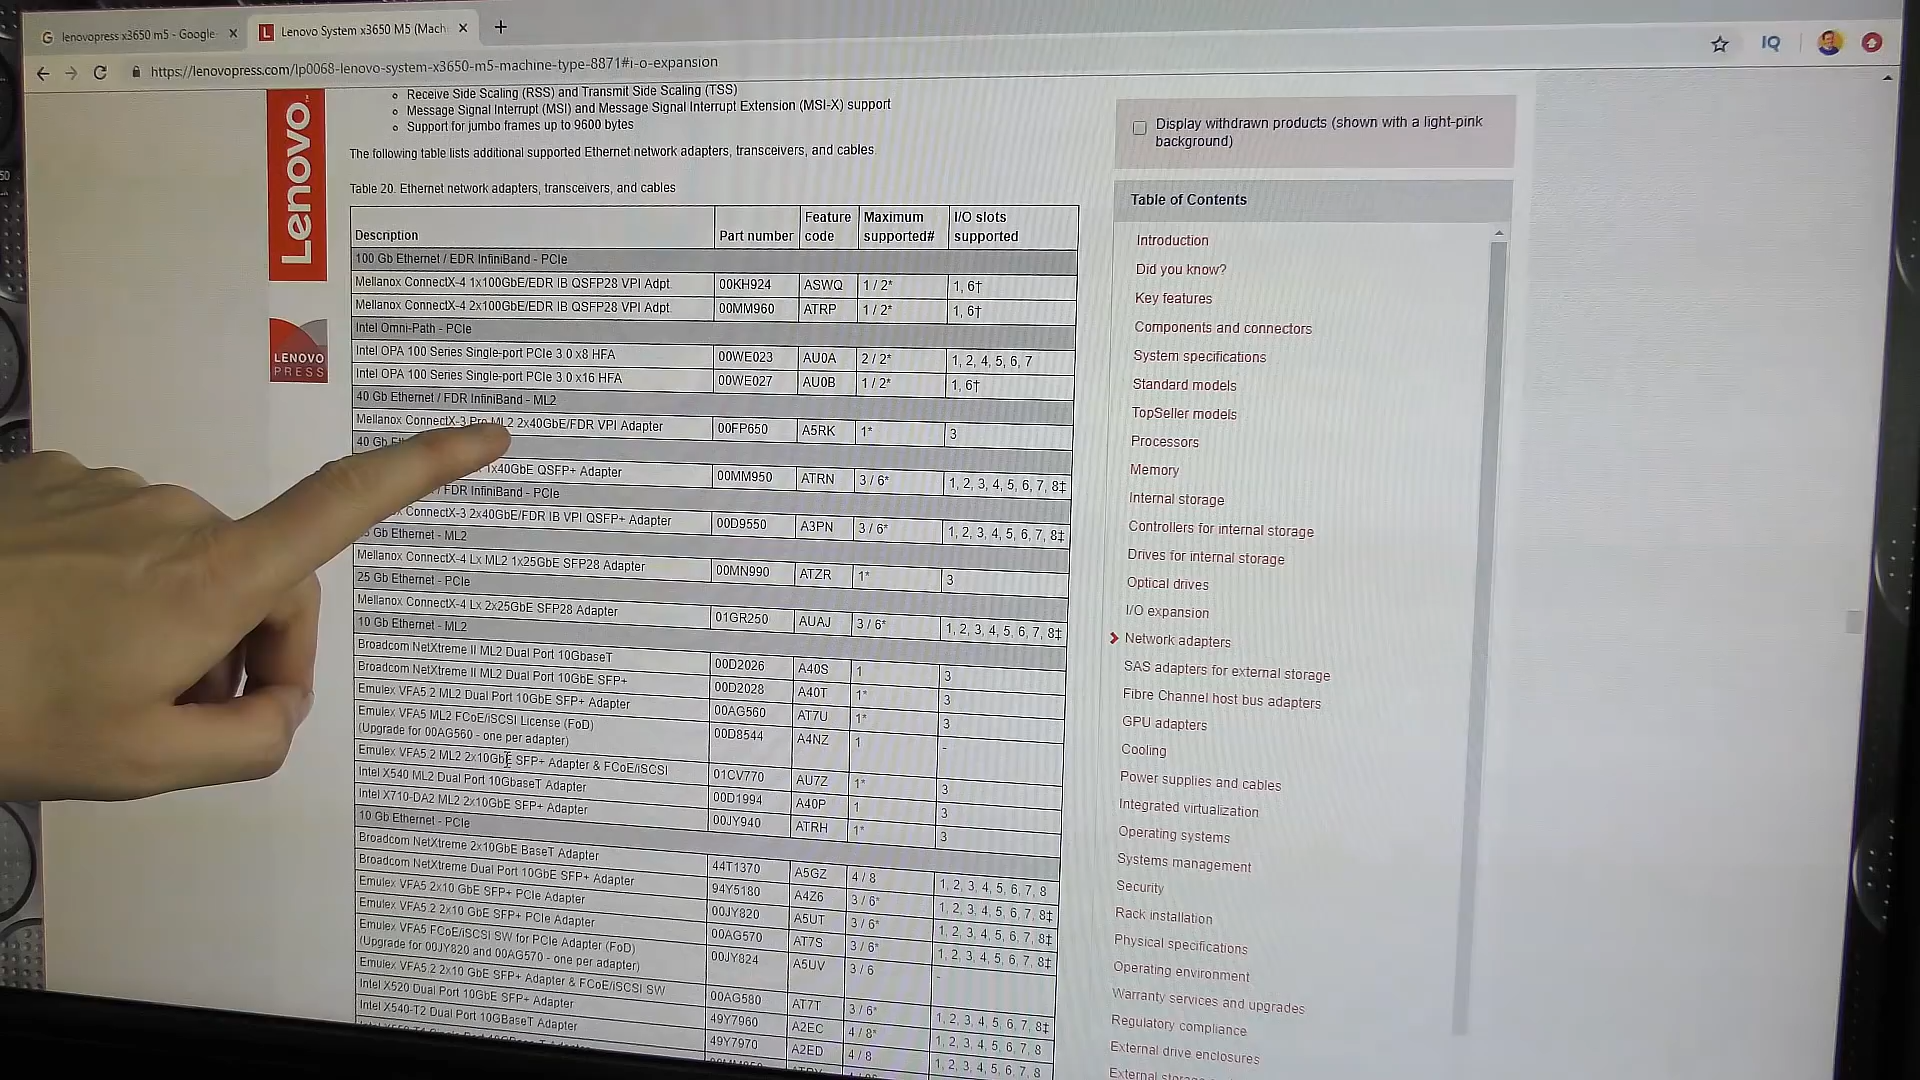 lenovopress x3650 m5 - Google
Lenovo System x3650 M5 (Mach
https://lenovopress.com/lp0068-lenovo-system-x3650-m5-machine-type-8871#i-o-expansion
IQ
Lenovo
LENOVO
PRESS
Receive Side Scaling (RSS) and Transmit Side Scaling (TSS)
Message Signal Interrupt (MSI) and Message Signal Interrupt Extension (MSI-X) support
Support for jumbo frames up to 9600 bytes
The following table lists additional supported Ethernet network adapters, transceivers, and cables.
Table 20. Ethernet network adapters, transceivers, and cables
Description Part number Feature code Maximum supported# I/O slots supported
100 Gb Ethernet / EDR InfiniBand - PCIe
Mellanox ConnectX-4 1x100GbE/EDR IB QSFP28 VPI Adpt 00KH924 ASWQ 1 / 2* 1, 6†
Mellanox ConnectX-4 2x100GbE/EDR IB QSFP28 VPI Adpt 00MM960 ATRP 1 / 2* 1, 6†
Intel Omni-Path - PCIe
Intel OPA 100 Series Single-port PCIe 3.0 x8 HFA 00WE023 AU0A 2 / 2* 1, 2, 4, 5, 6, 7
Intel OPA 100 Series Single-port PCIe 3.0 x16 HFA 00WE027 AU0B 1 / 2* 1, 6†
40 Gb Ethernet / FDR InfiniBand - ML2
Mellanox ConnectX-3 Pro ML2 2x40GbE/FDR VPI Adapter 00FP650 A5RK 1* 3
40 Gb
1x40GbE QSFP+ Adapter 00MM950 ATRN 3 / 6* 1, 2, 3, 4, 5, 6, 7, 8‡
/ FDR InfiniBand - PCIe
ConnectX-3 2x40GbE/FDR IB VPI QSFP+ Adapter 00D9550 A3PN 3 / 6* 1, 2, 3, 4, 5, 6, 7, 8‡
Gb Ethernet - ML2
Mellanox ConnectX-4 Lx ML2 1x25GbE SFP28 Adapter 00MN990 ATZR 1* 3
25 Gb Ethernet - PCIe
Mellanox ConnectX-4 Lx 2x25GbE SFP28 Adapter 01GR250 AUAJ 3 / 6* 1, 2, 3, 4, 5, 6, 7, 8‡
10 Gb Ethernet - ML2
Broadcom NetXtreme II ML2 Dual Port 10GbaseT 00D2026 A40S 1 3
Broadcom NetXtreme II ML2 Dual Port 10GbE SFP+ 00D2028 A40T 1* 3
Emulex VFA5.2 ML2 Dual Port 10GbE SFP+ Adapter 00AG560 AT7U 1* 3
Emulex VFA5 ML2 FCoE/iSCSI License (FoD) 00D8544 A4NZ 1 -
(Upgrade for 00AG560 - one per adapter)
Emulex VFA5.2 ML2 2x10GbE SFP+ Adapter & FCoE/iSCSI 01CV770 AU7Z 1* 3
Intel X540 ML2 Dual Port 10GbaseT Adapter 00D1994 A40P 1 3
Intel X710-DA2 ML2 2x10GbE SFP+ Adapter 00JY940 ATRH 1* 3
10 Gb Ethernet - PCIe
Broadcom NetXtreme 2x10GbE BaseT Adapter 44T1370 A5GZ 4 / 8 1, 2, 3, 4, 5, 6, 7, 8
Broadcom NetXtreme Dual Port 10GbE SFP+ Adapter 94Y5180 A4Z6 3 / 6* 1, 2, 3, 4, 5, 6, 7, 8‡
Emulex VFA5 2x10 GbE SFP+ PCIe Adapter 00JY820 A5UT 3 / 6* 1, 2, 3, 4, 5, 6, 7, 8‡
Emulex VFA5.2 2x10 GbE SFP+ PCIe Adapter 00AG570 AT7S 3 / 6* 1, 2, 3, 4, 5, 6, 7, 8‡
Emulex VFA5 FCoE/iSCSI SW for PCIe Adapter (FoD) 00JY824 A5UV 3 / 6 -
(Upgrade for 00JY820 and 00AG570 - one per adapter)
Emulex VFA5.2 2x10 GbE SFP+ Adapter & FCoE/iSCSI SW 00AG580 AT7T 3 / 6* 1, 2, 3, 4, 5, 6, 7, 8‡
Intel X520 Dual Port 10GbE SFP+ Adapter 49Y7960 A2EC 4 / 8* 1, 2, 3, 4, 5, 6, 7, 8
Intel X540-T2 Dual Port 10GBaseT Adapter 49Y7970 A2ED 4 / 8 1, 2, 3, 4, 5, 6, 7, 8
Display withdrawn products (shown with a light-pink
background)
Table of Contents
Introduction
Did you know?
Key features
Components and connectors
System specifications
Standard models
TopSeller models
Processors
Memory
Internal storage
Controllers for internal storage
Drives for internal storage
Optical drives
I/O expansion
Network adapters
SAS adapters for external storage
Fibre Channel host bus adapters
GPU adapters
Cooling
Power supplies and cables
Integrated virtualization
Operating systems
Systems management
Security
Rack installation
Physical specifications
Operating environment
Warranty services and upgrades
Regulatory compliance
External drive enclosures